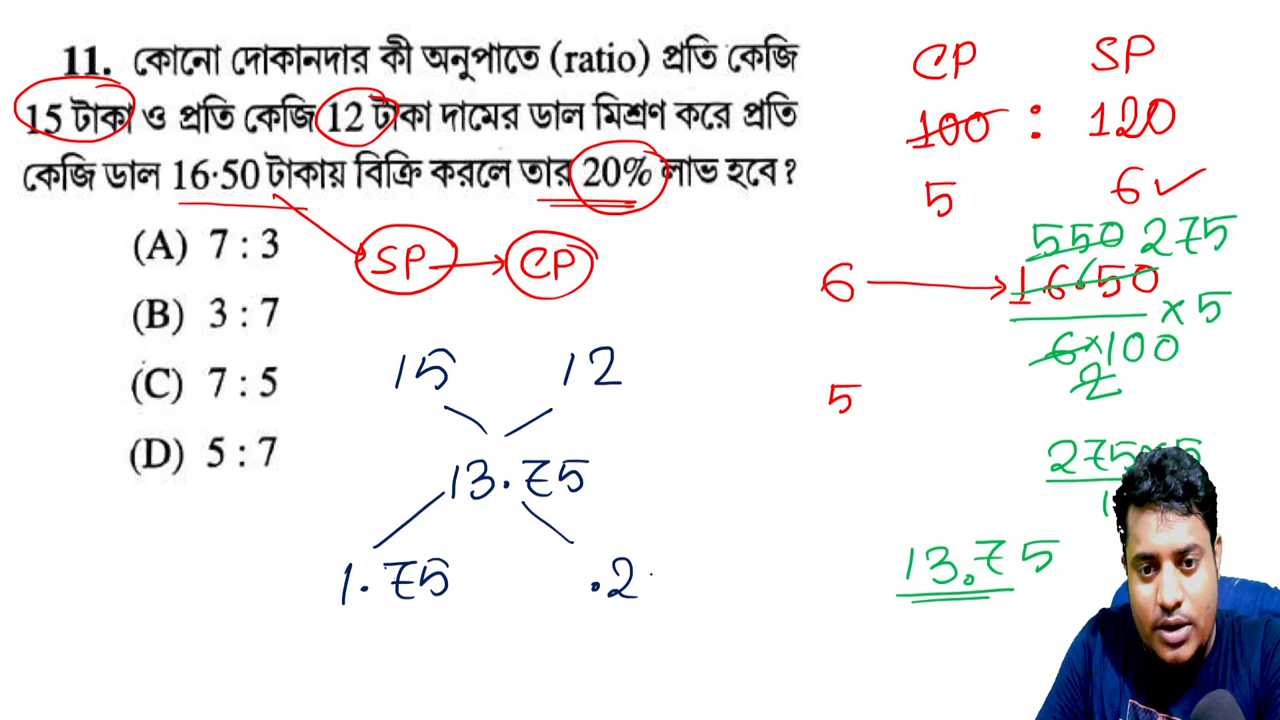 11. কোনো দোকানদার কী অনুপাতে (ratio) প্রতি কেজি
15 টাকা ও প্রতি কেজি 12 টাকা দামের ডাল মিশ্রণ করে প্রতি
কেজি ডাল 16·50 টাকায় বিক্রি করলে তার 20% লাভ হবে?
(A) 7 : 3
(B) 3 : 7
(C) 7 : 5
(D) 5 : 7
SP CP
15 12
13.75
1.75 .2
CP SP
100 : 120
5 6
550 275
6 16.50
× 5
6×100
2
5
275×5
13.75